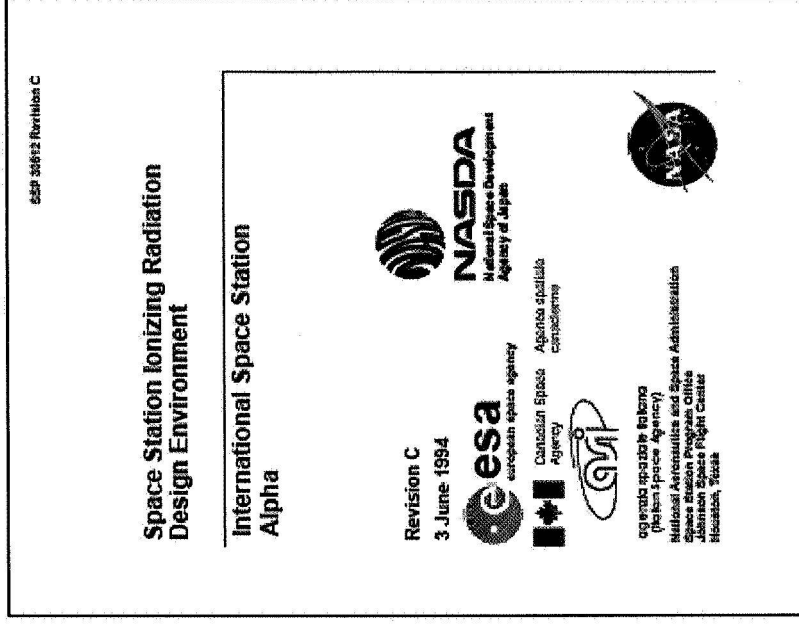 SSP 30512 Revision C
Space Station Ionizing Radiation
Design Environment
International Space Station
Alpha
Revision C
3 June 1994
esa
european space agency
NASDA
National Space Development
Agency of Japan
Canadian Space
Agency
Agence spatiale
canadienne
asi
agenzia spaziale italiana
(Italian Space Agency)
NASA
National Aeronautics and Space Administration
Space Station Program Office
Johnson Space Flight Center
Houston, Texas